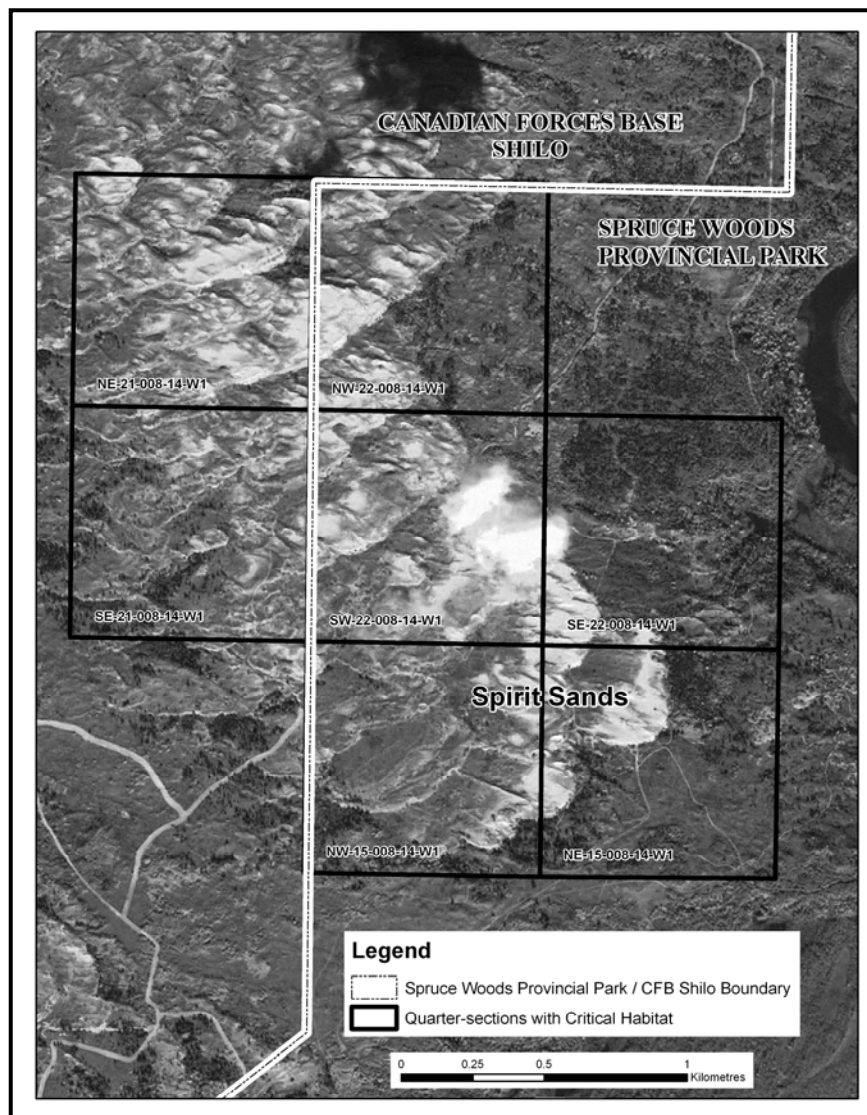 CANADIAN FORCES BASE
SHILO
SPRUCE WOODS
PROVINCIAL PARK
NE-21-008-14-W1
NW-22-008-14-W1
SE-21-008-14-W1
SW-22-008-14-W1
SE-22-008-14-W1
Spirit Sands
NW-15-008-14-W1
NE-15-008-14-W1
Legend
Spruce Woods Provincial Park / CFB Shilo Boundary
Quarter-sections with Critical Habitat
0 0.25 0.5 1
Kilometres